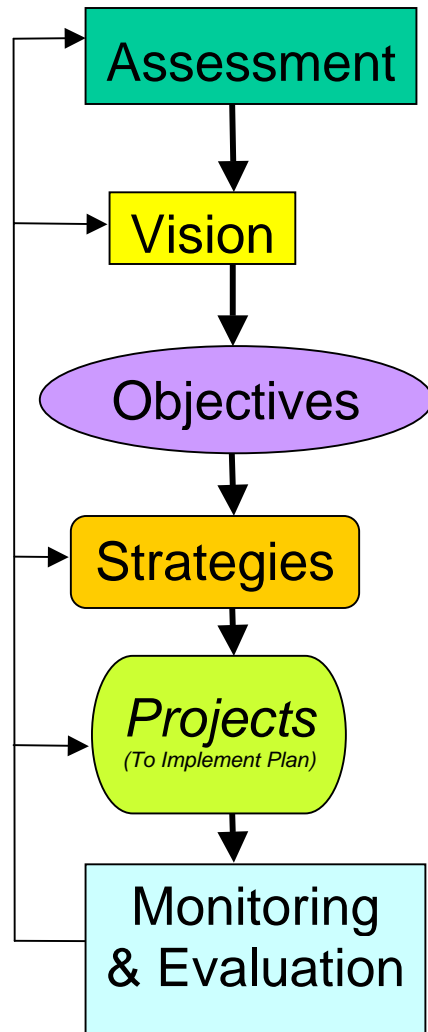 Assessment
Vision
Objectives
Strategies
Projects
(To Implement Plan)
Monitoring
& Evaluation